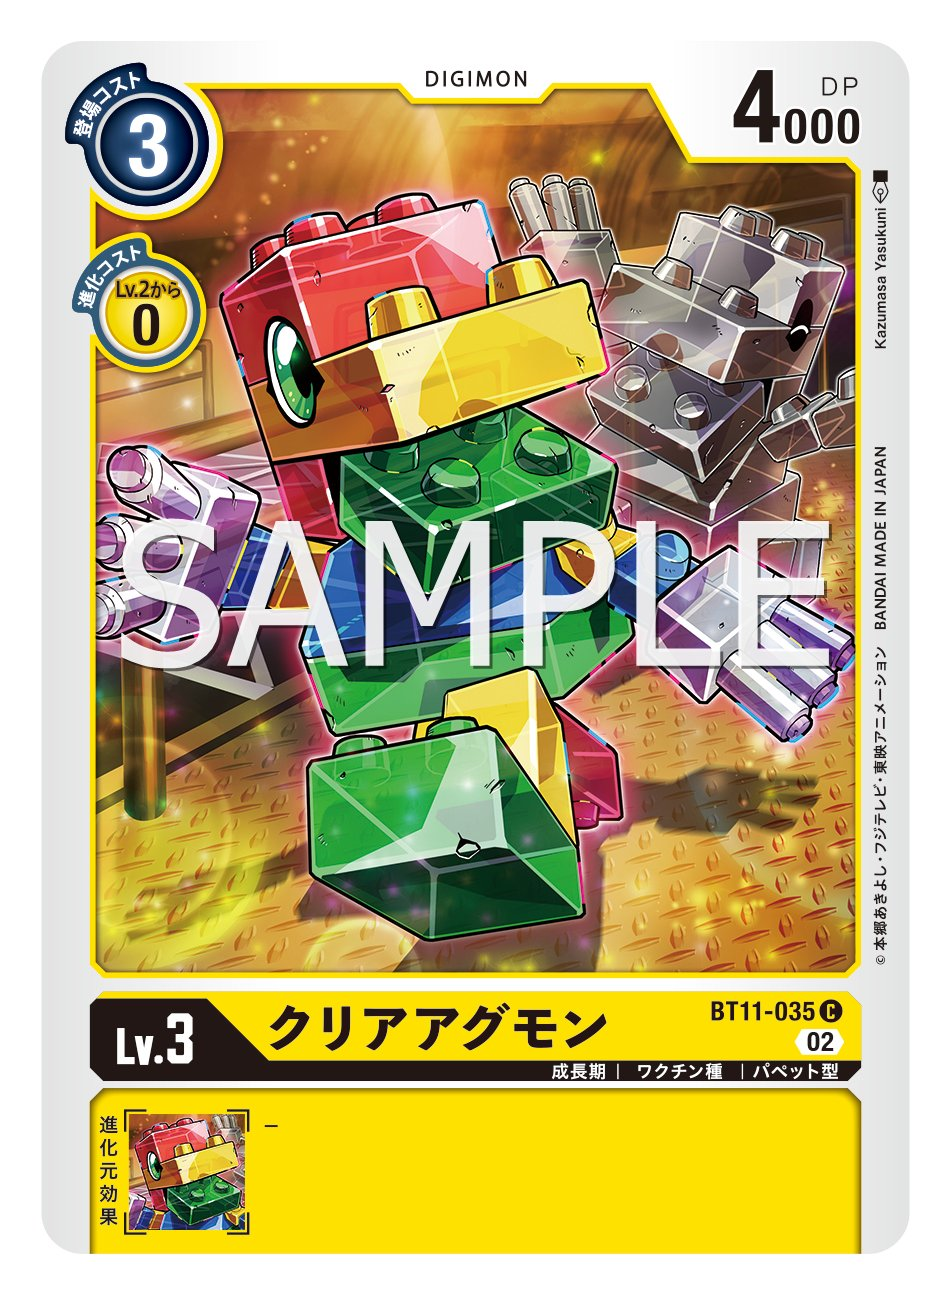 DIGIMON
登場コスト
3
DP
4000
進化コスト
Lv.2から
0
Kazumasa Yasukuni
BANDAI MADE IN JAPAN
©本郷あきよし・フジテレビ・東映アニメーション
SAMPLE
Lv.3
クリアアグモン
BT11-035 C
02
成長期 | ワクチン種 | パペット型
進化元効果
–